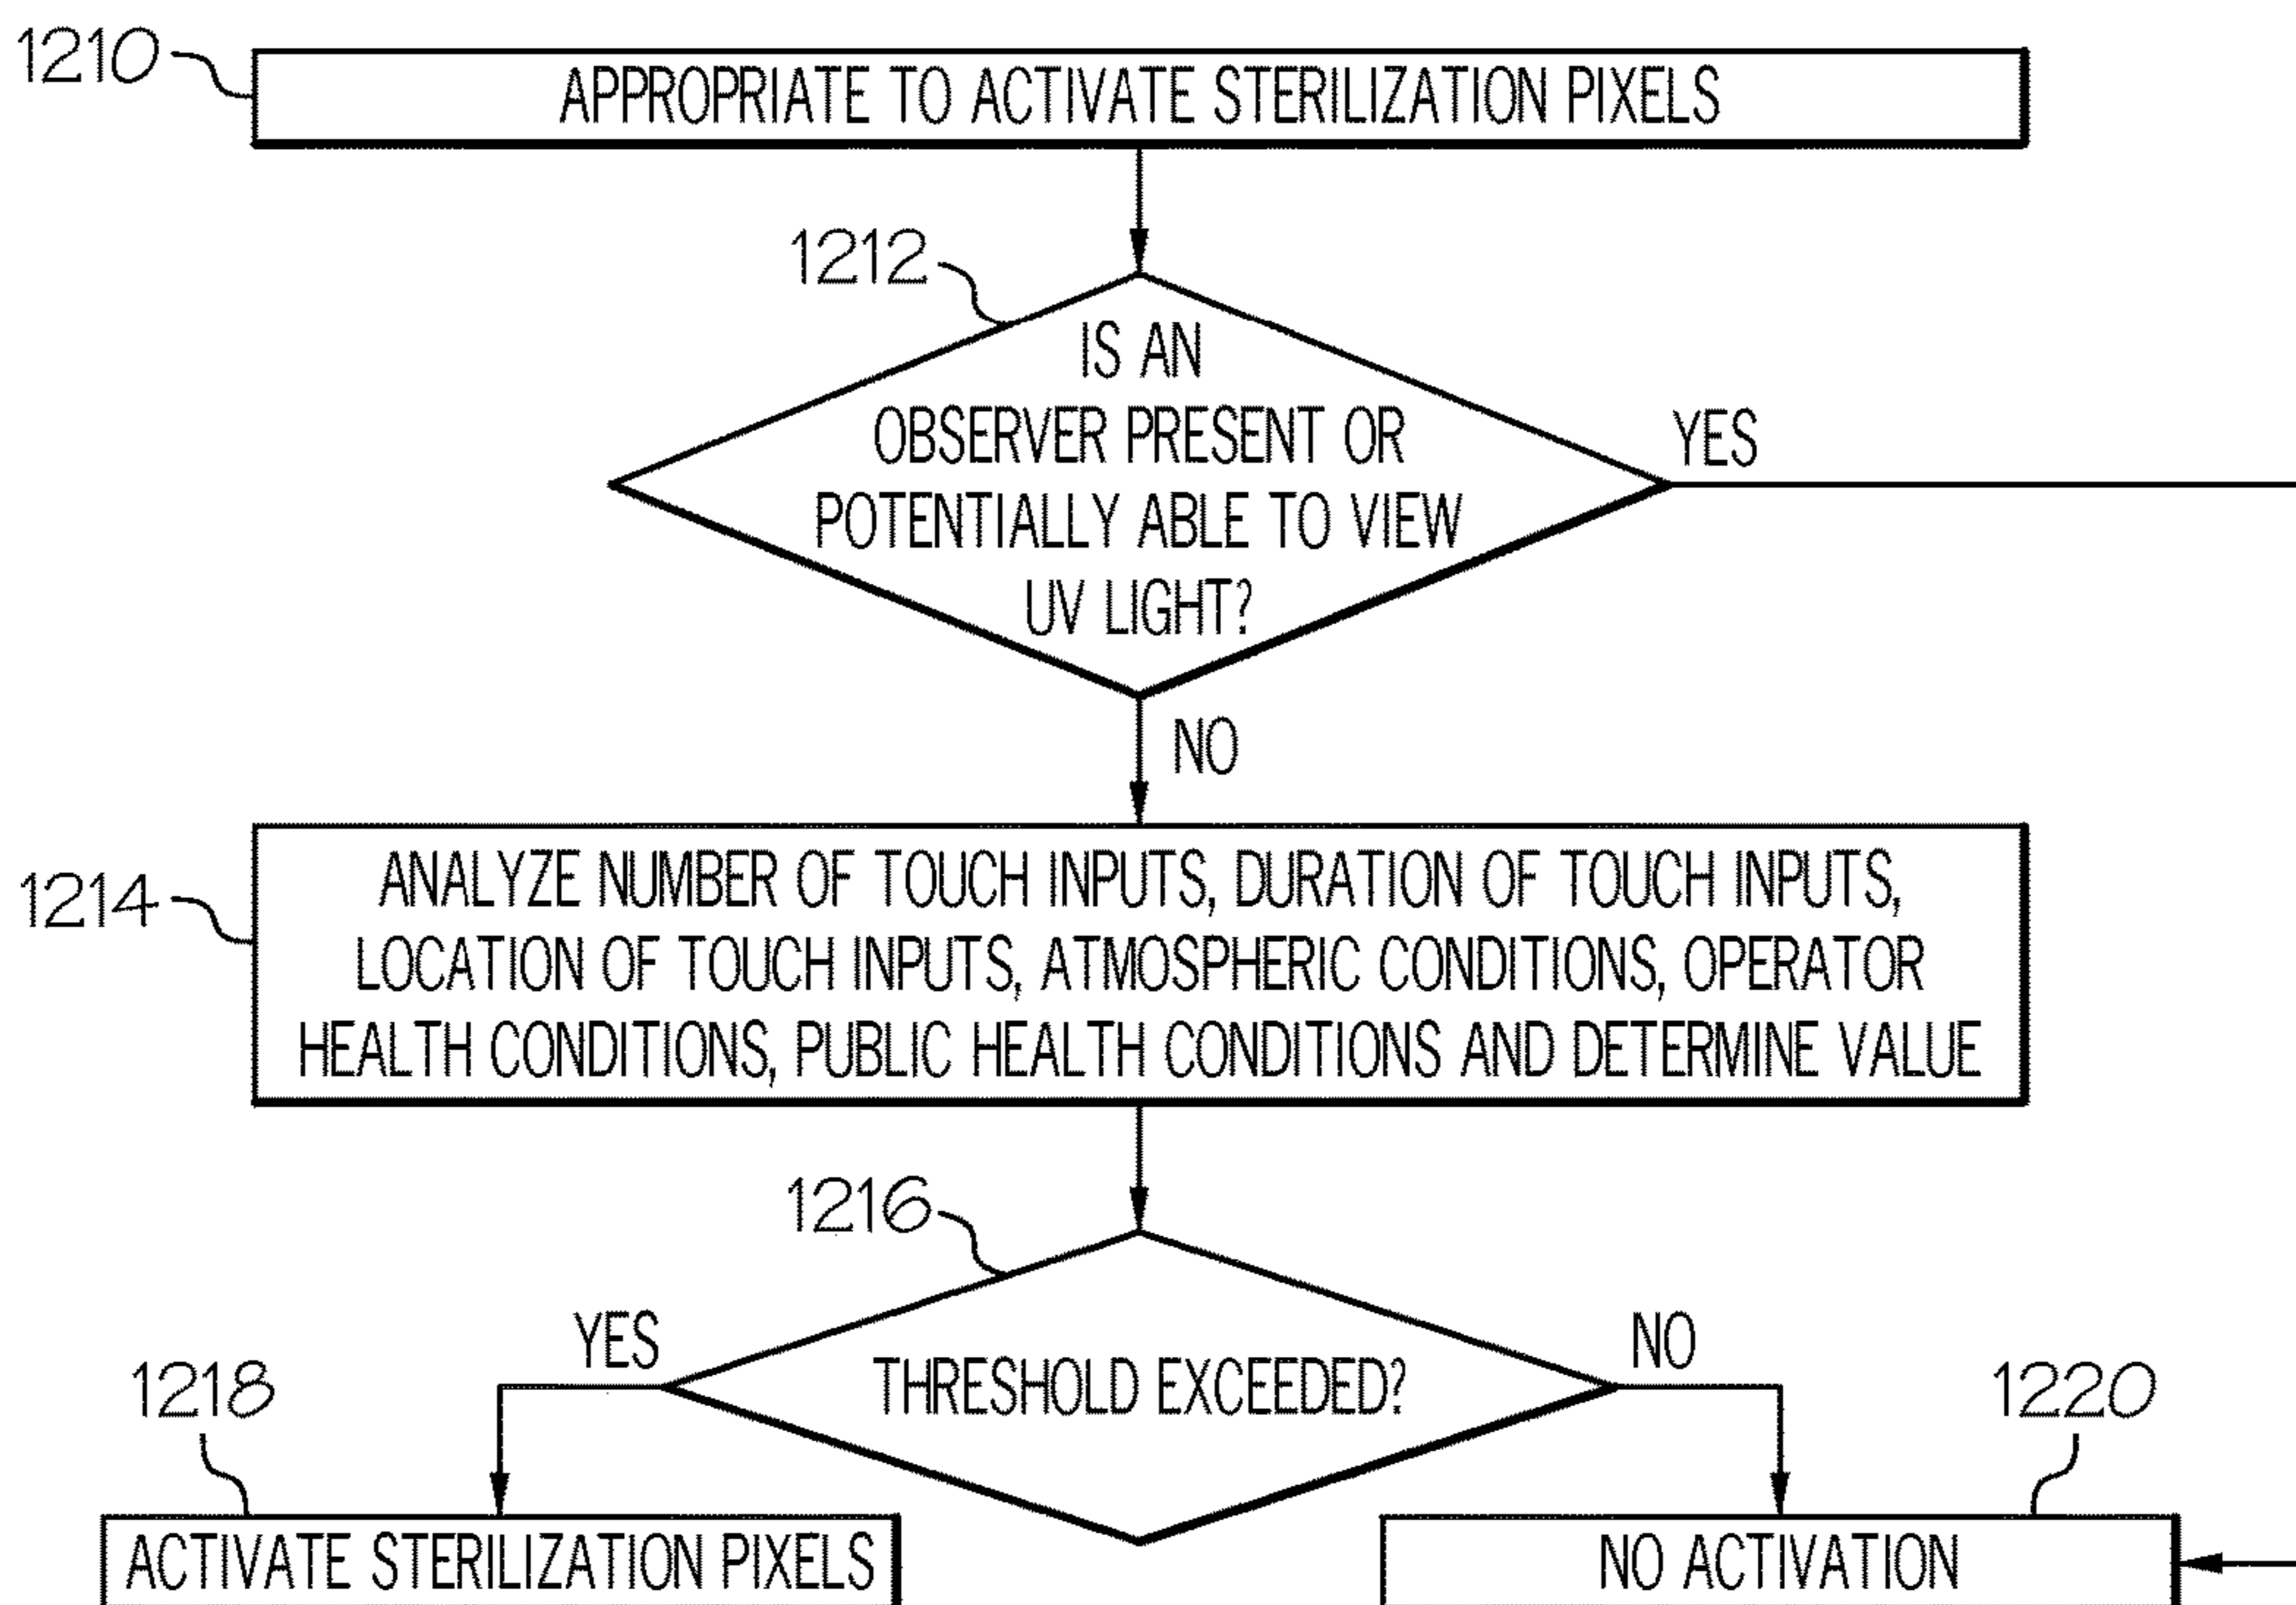 1210
APPROPRIATE TO ACTIVATE STERILIZATION PIXELS
1212
IS AN
OBSERVER PRESENT OR
POTENTIALLY ABLE TO VIEW
UV LIGHT?
YES
NO
1214
ANALYZE NUMBER OF TOUCH INPUTS, DURATION OF TOUCH INPUTS,
LOCATION OF TOUCH INPUTS, ATMOSPHERIC CONDITIONS, OPERATOR
HEALTH CONDITIONS, PUBLIC HEALTH CONDITIONS AND DETERMINE VALUE
1216
THRESHOLD EXCEEDED?
YES
NO
1218
ACTIVATE STERILIZATION PIXELS
1220
NO ACTIVATION